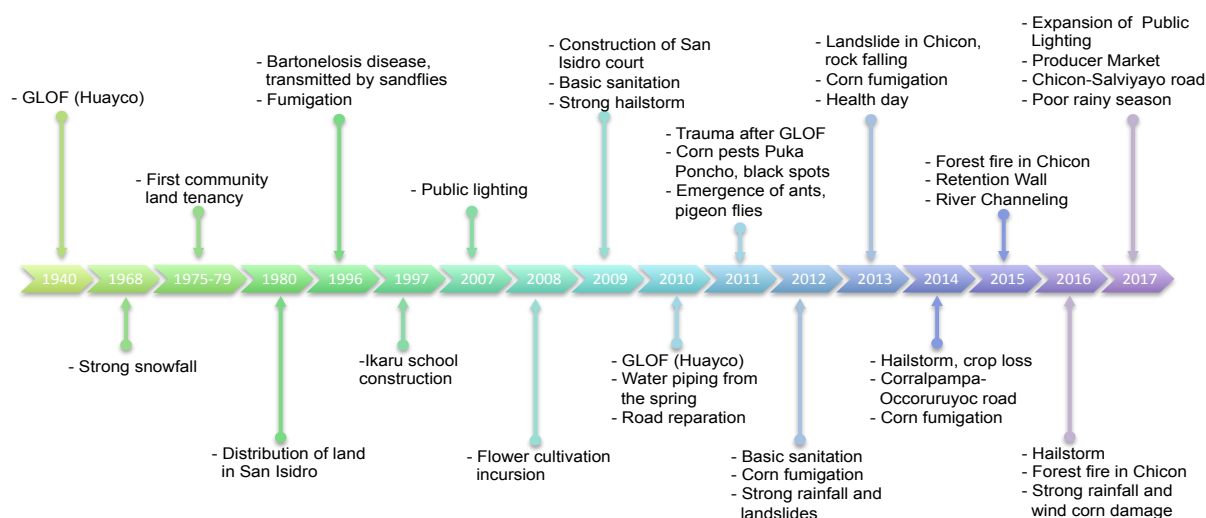 - GLOF (Huayco)
- First community
land tenancy
- Bartonelosis disease,
transmitted by sandflies
- Fumigation
- Public lighting
- Construction of San
Isidro court
- Basic sanitation
- Strong hailstorm
- Trauma after GLOF
- Corn pests Puka
Poncho, black spots
- Emergence of ants,
pigeon flies
- Landslide in Chicon,
rock falling
- Corn fumigation
- Health day
- Forest fire in Chicon
- Retention Wall
- River Channeling
- Expansion of Public
Lighting
- Producer Market
- Chicon-Salviyayo road
- Poor rainy season
1940 1968 1975-79 1980 1996 1997 2007 2008 2009 2010 2011 2012 2013 2014 2015 2016 2017
- Strong snowfall
- Distribution of land
in San Isidro
-Ikaru school
construction
- Flower cultivation
incursion
- GLOF (Huayco)
- Water piping from
the spring
- Road reparation
- Basic sanitation
- Corn fumigation
- Strong rainfall and
landslides
- Hailstorm, crop loss
- Corralpampa-
Occoruruyoc road
- Corn fumigation
- Hailstorm
- Forest fire in Chicon
- Strong rainfall and
wind corn damage